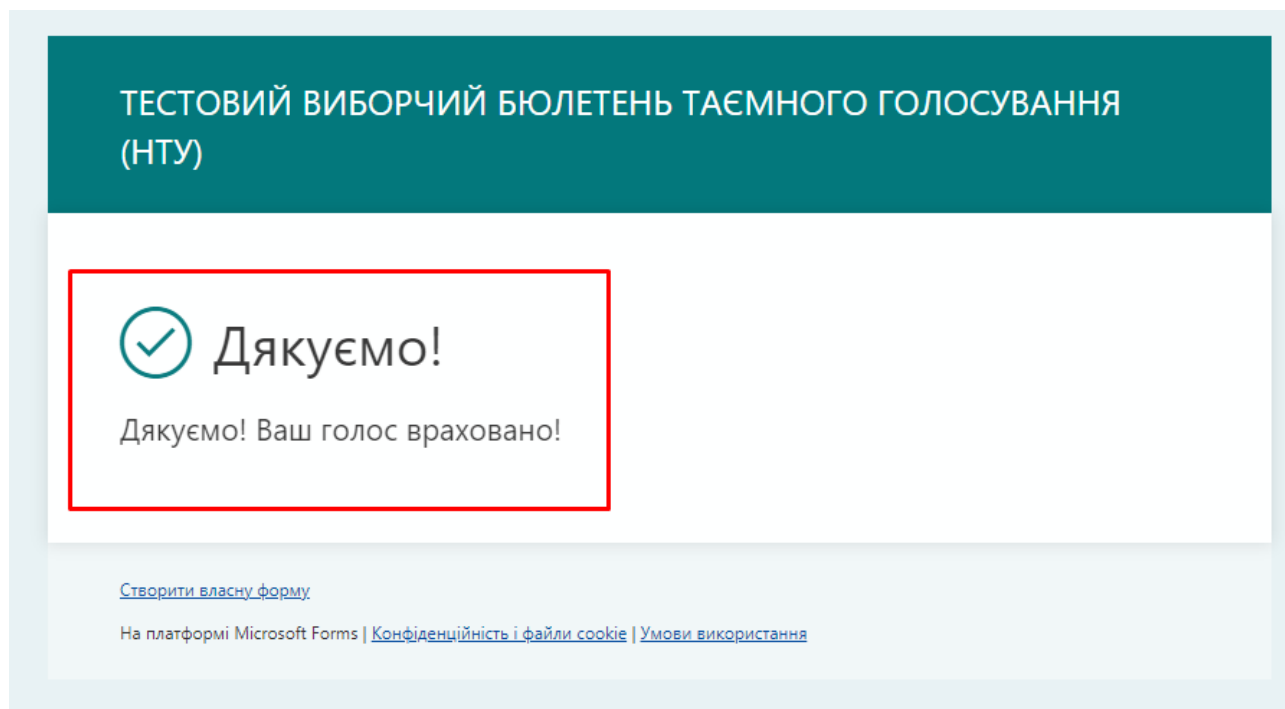 ТЕСТОВИЙ ВИБОРЧИЙ БЮЛЕТЕНЬ ТАЄМНОГО ГОЛОСУВАННЯ
(НТУ)
Дякуємо!
Дякуємо! Ваш голос враховано!
Створити власну форму
На платформі Microsoft Forms | Конфіденційність і файли cookie | Умови використання